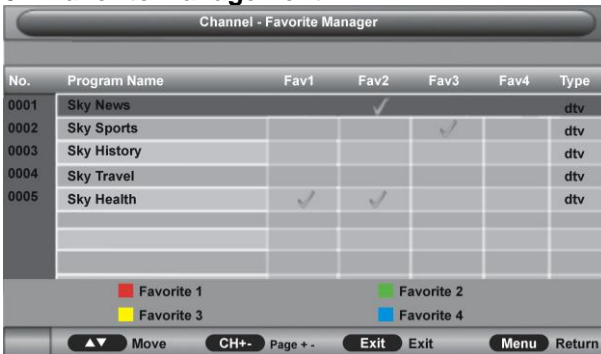 Channel - Favorite Manager
No. Program Name Fav1 Fav2 Fav3 Fav4 Type
0001 Sky News dtv
0002 Sky Sports dtv
0003 Sky History dtv
0004 Sky Travel dtv
0005 Sky Health dtv
Favorite 1 Favorite 2
Favorite 3 Favorite 4
Move CH+- Page + - Exit Exit Menu Return